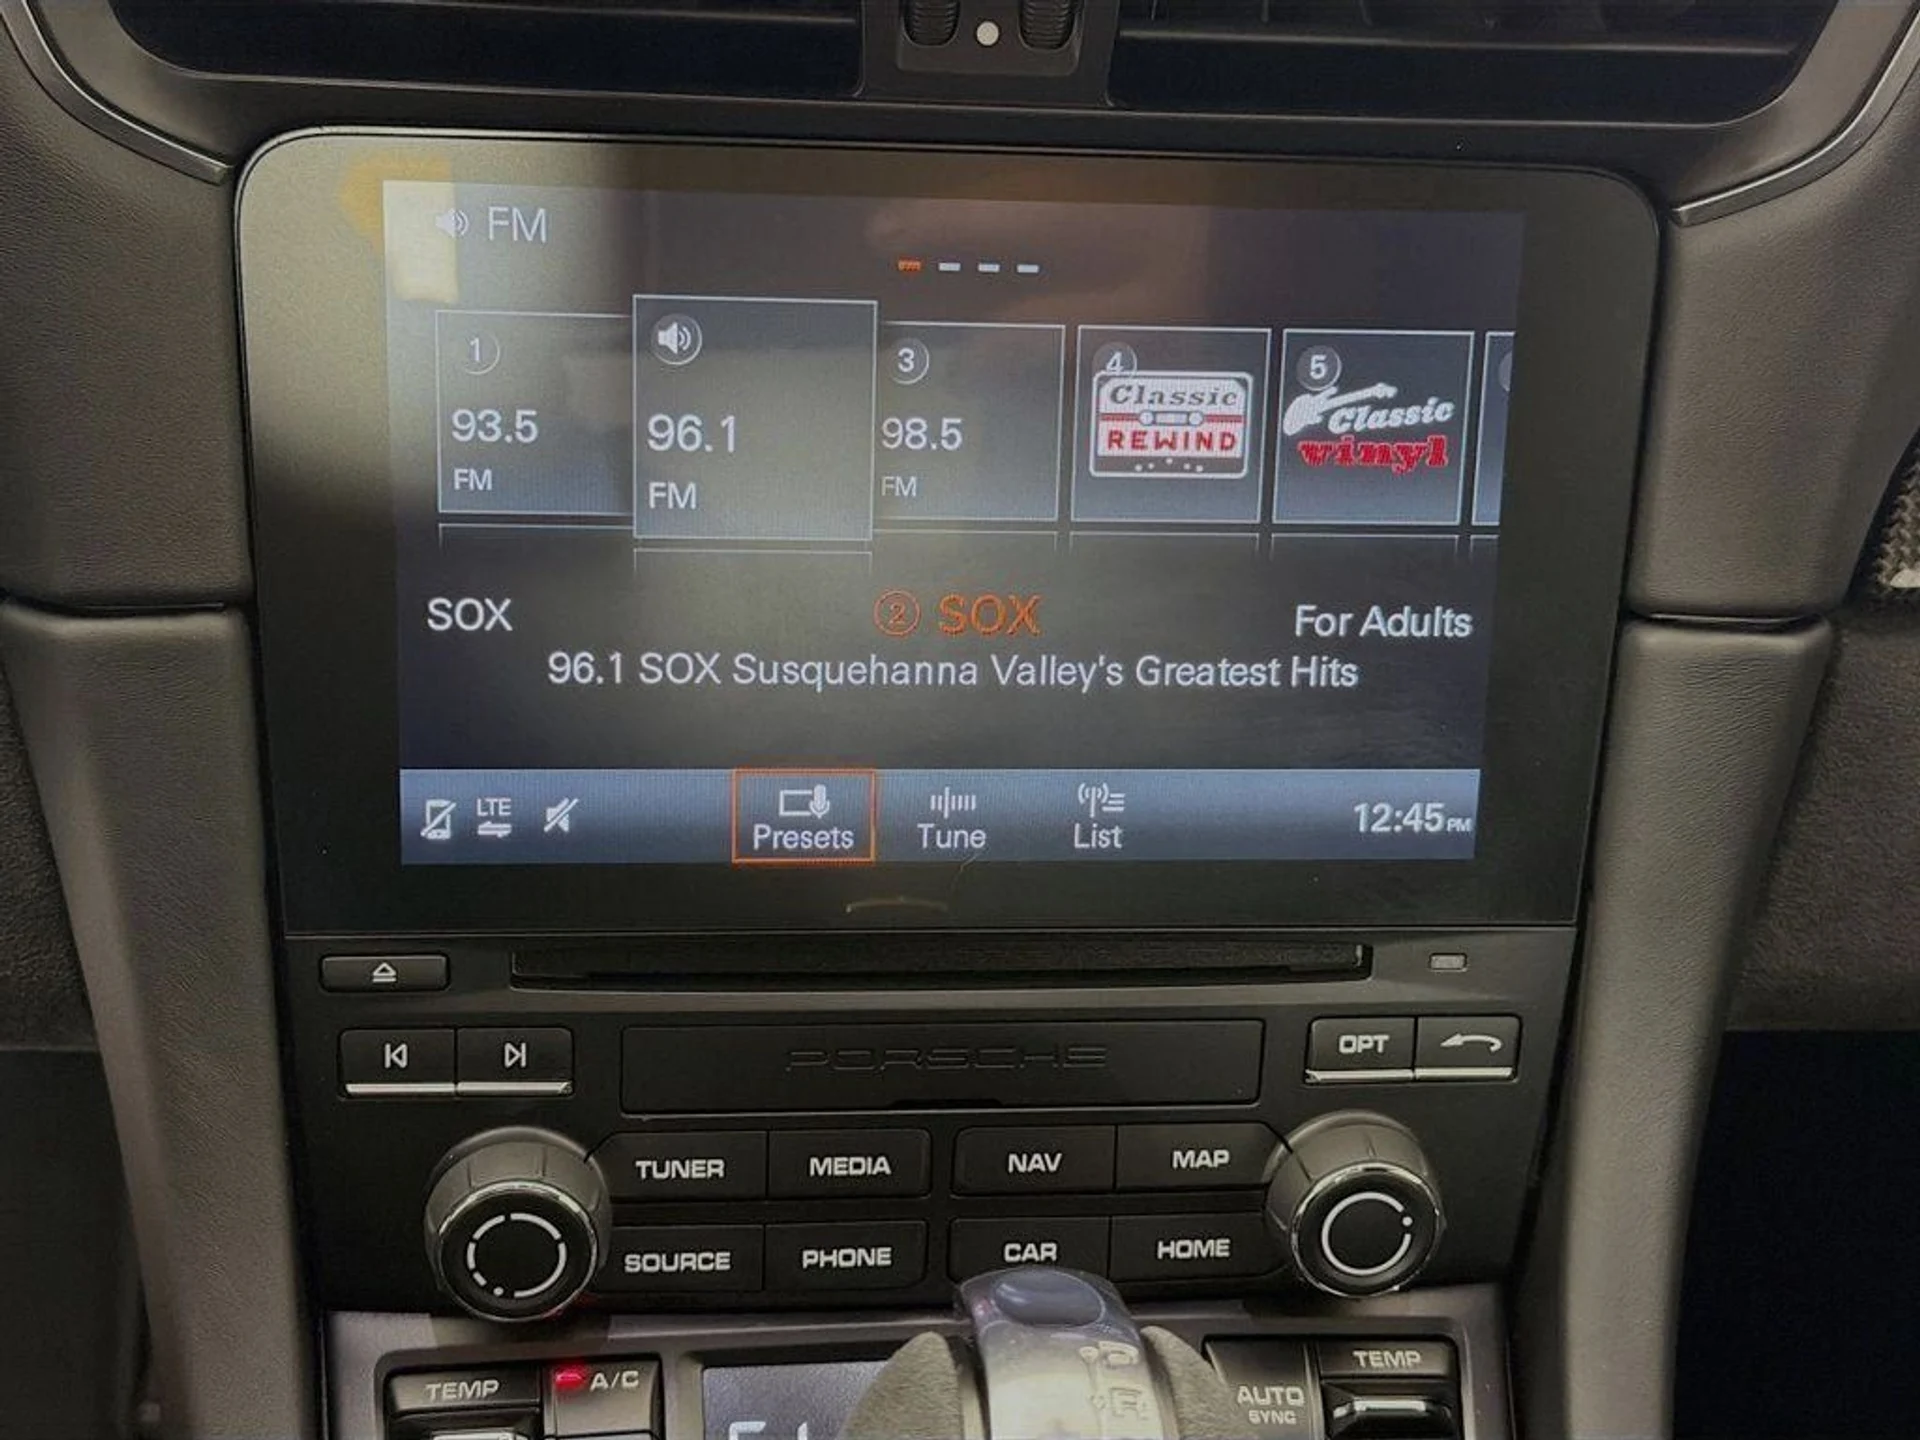 FM
1
93.5
FM
96.1
FM
3
98.5
FM
4
Classic
REWIND
5
Classic
vinyl
SOX
2 SOX
For Adults
96.1 SOX Susquehanna Valley's Greatest Hits
LTE
Presets
Tune
List
12:45PM
PORSCHE
OPT
TUNER
MEDIA
NAV
MAP
SOURCE
PHONE
CAR
HOME
TEMP
A/C
P
R
AUTO
SYNC
TEMP